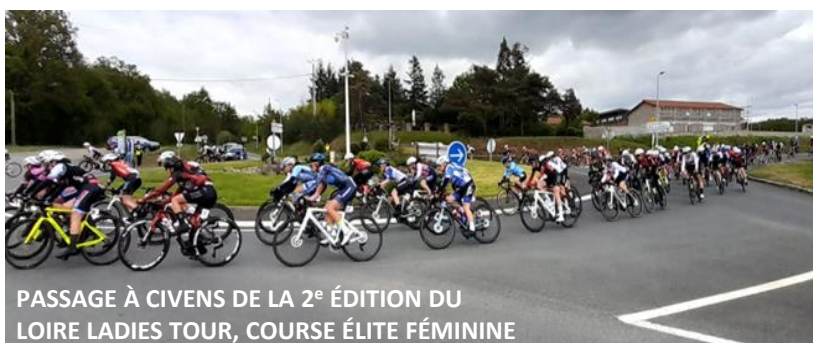 PASSAGE À CIVENS DE LA 2e ÉDITION DU
LOIRE LADIES TOUR, COURSE ÉLITE FÉMININE